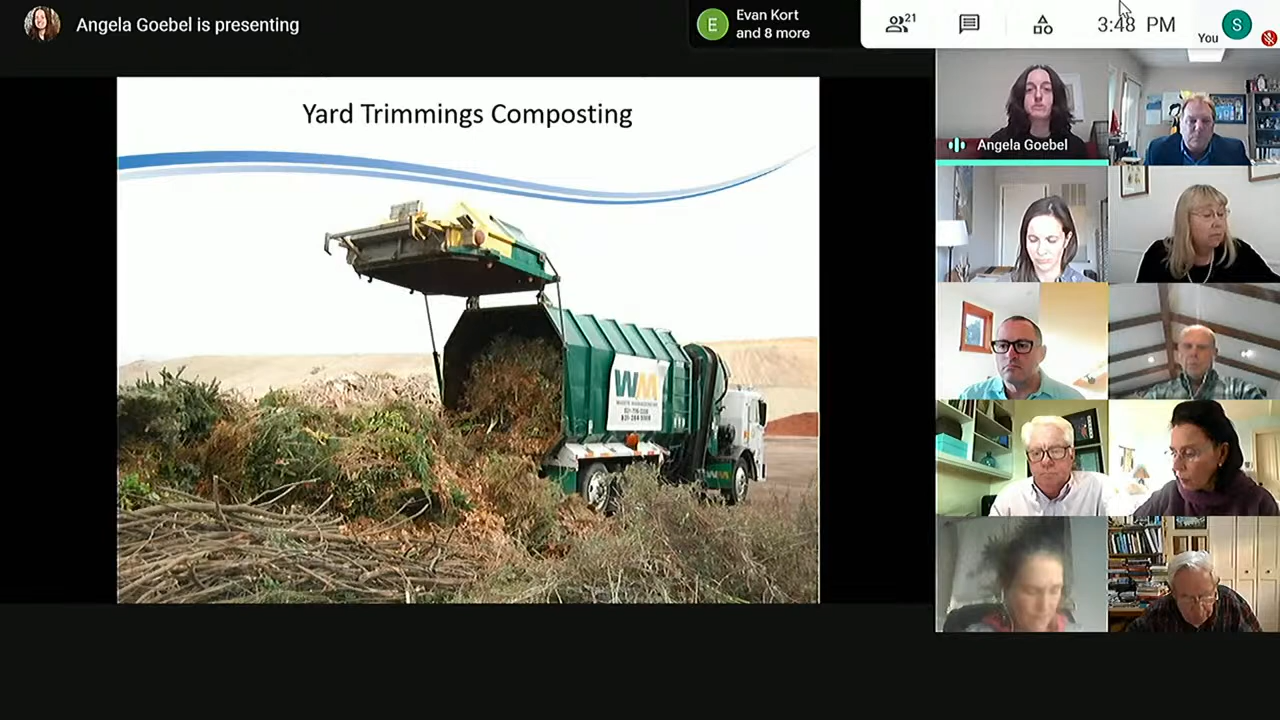 Angela Goebel is presenting
E
Evan Kort
and 8 more
21
3:48 PM
You
S
Yard Trimmings Composting
WM
WASTE MANAGEMENT
Angela Goebel